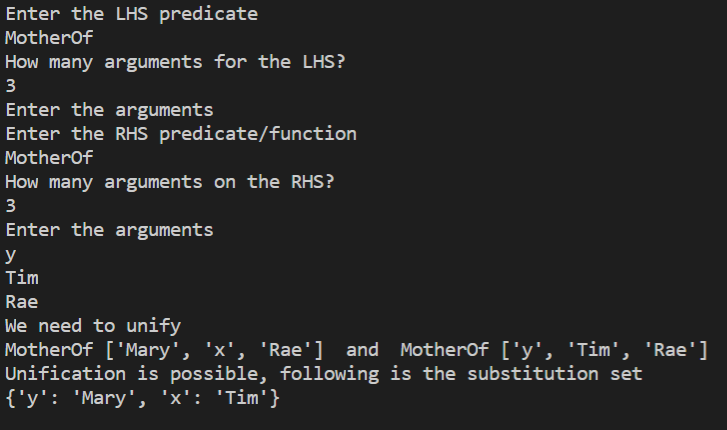 Enter the LHS predicate
MotherOf
How many arguments for the LHS?
3
Enter the arguments
Enter the RHS predicate/function
MotherOf
How many arguments on the RHS?
3
Enter the arguments
y
Tim
Rae
We need to unify
MotherOf ['Mary', 'x', 'Rae']  and  MotherOf ['y', 'Tim', 'Rae']
Unification is possible, following is the substitution set
{'y': 'Mary', 'x': 'Tim'}